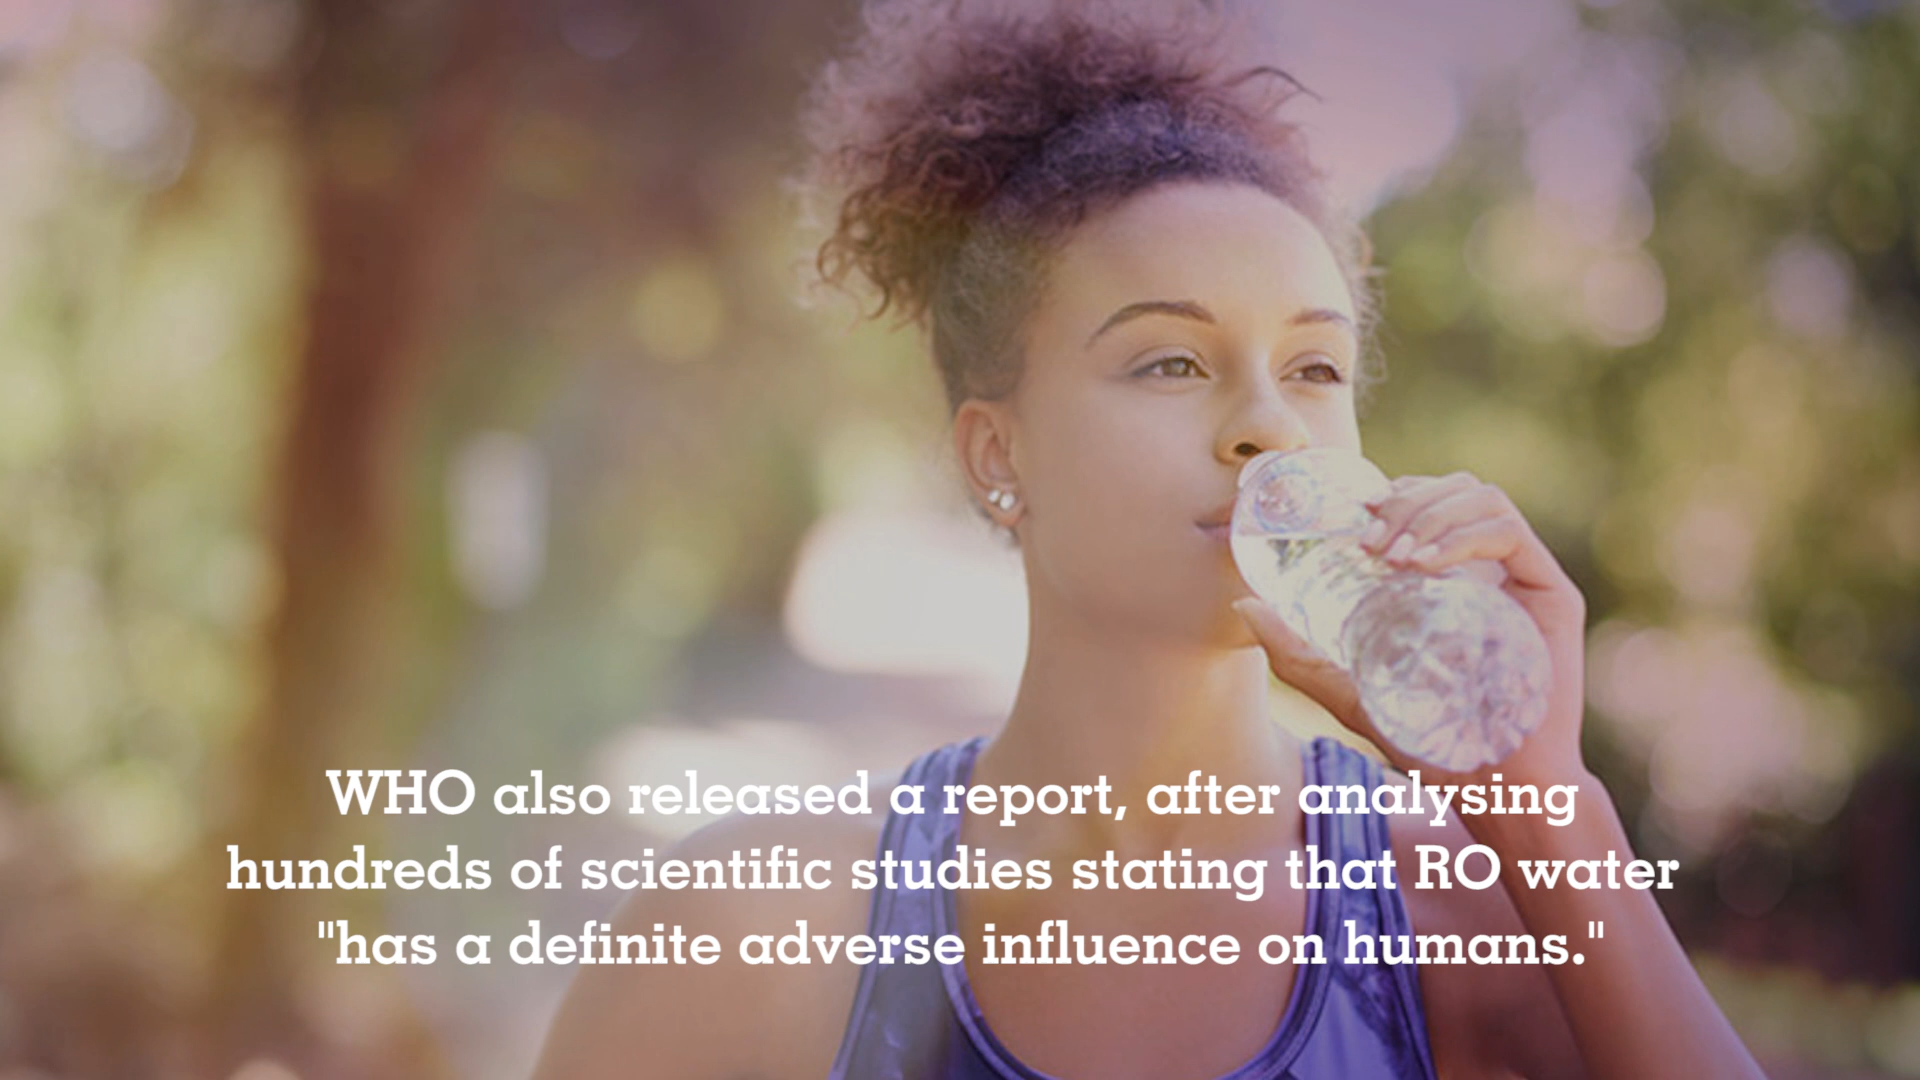 WHO also released a report, after analysing
hundreds of scientific studies stating that RO water
"has a definite adverse influence on humans."